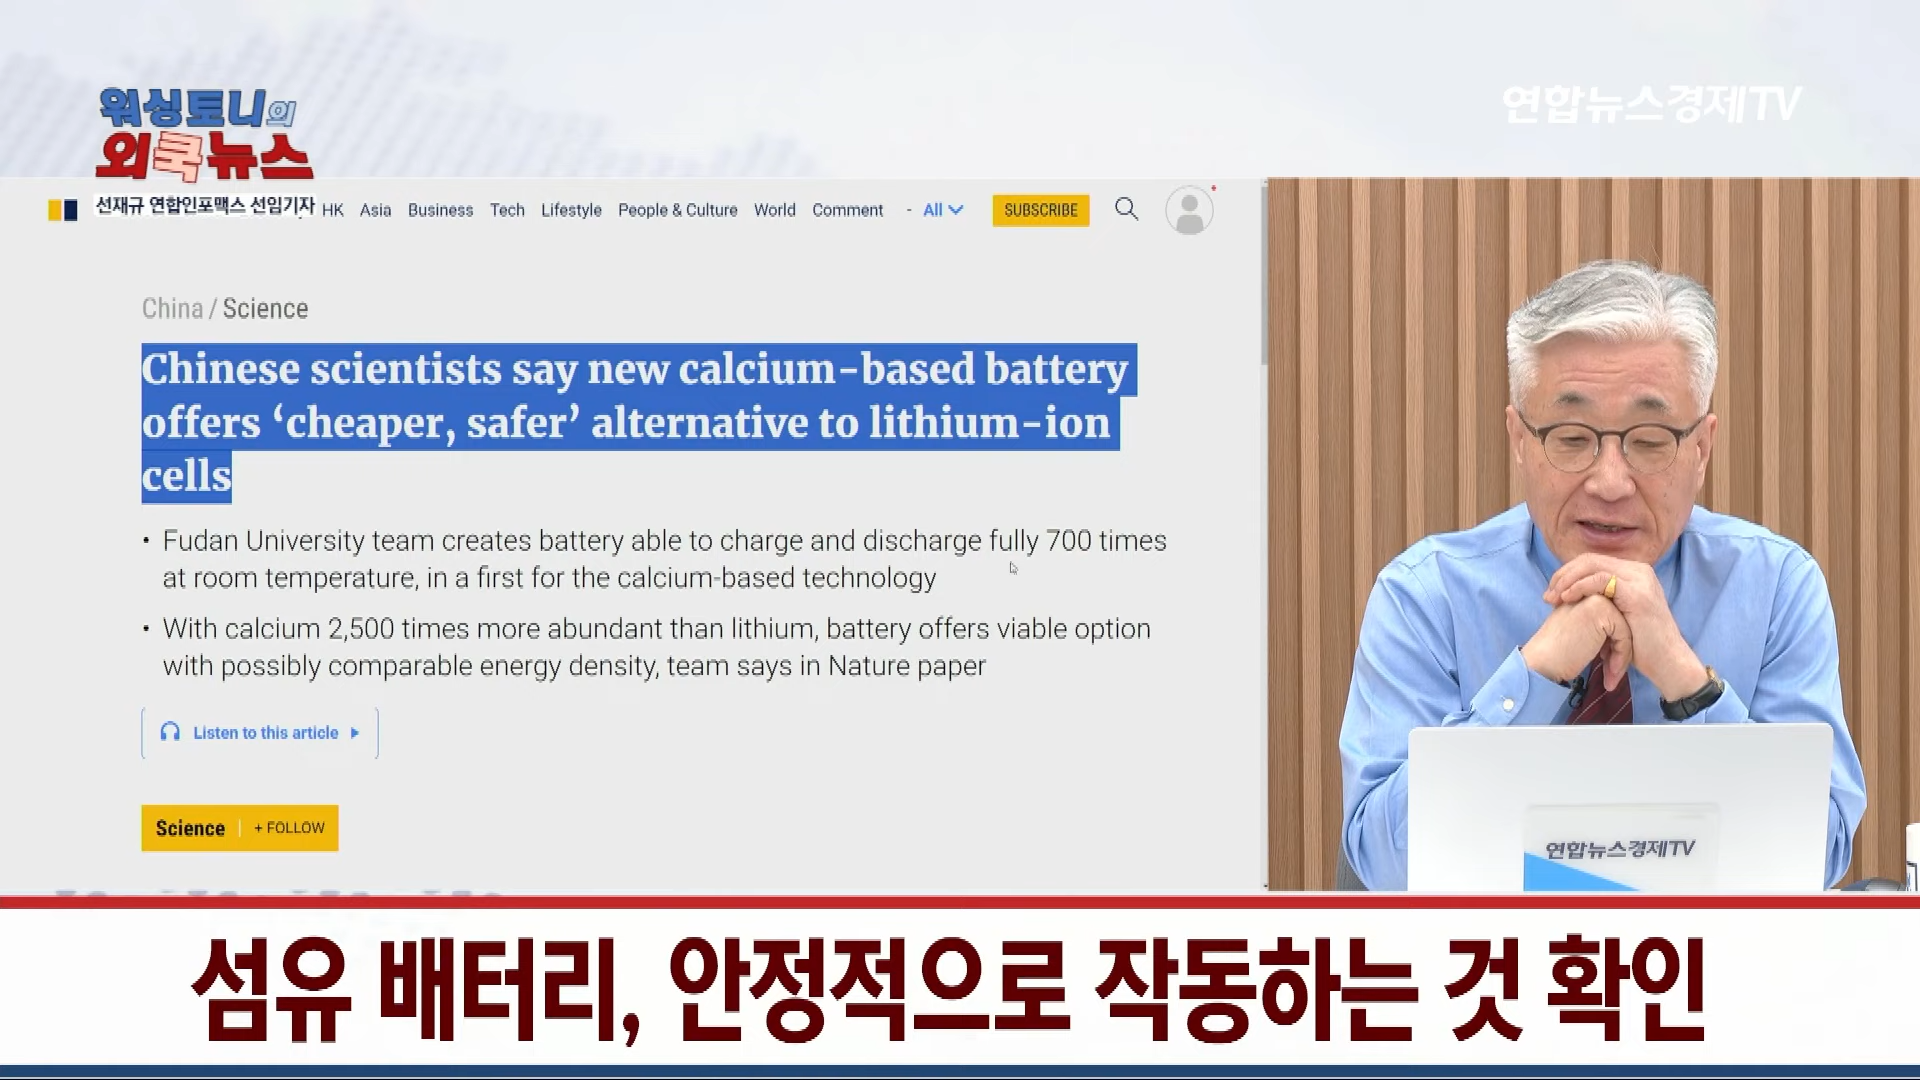 워싱토니의
외쿡뉴스
선재규 연합인포맥스 선임기자
연합뉴스경제TV
HK Asia Business Tech Lifestyle People & Culture World Comment - All SUBSCRIBE
China / Science
Chinese scientists say new calcium-based battery
offers ‘cheaper, safer’ alternative to lithium-ion
cells
• Fudan University team creates battery able to charge and discharge fully 700 times
at room temperature, in a first for the calcium-based technology
• With calcium 2,500 times more abundant than lithium, battery offers viable option
with possibly comparable energy density, team says in Nature paper
Listen to this article
Science + FOLLOW
연합뉴스경제TV
섬유 배터리, 안정적으로 작동하는 것 확인